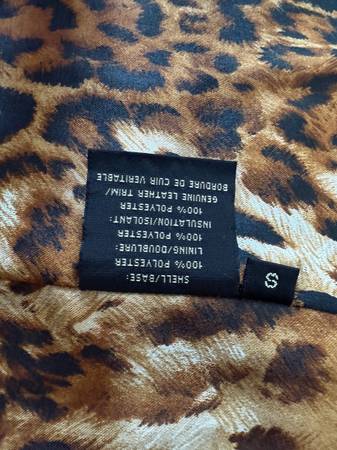 SHELL/BASE:
100% POLYESTER
LINING/DOUBLURE:
100% POLYESTER
INSULATION/ISOLANT:
100% POLYESTER
GENUINE LEATHER TRIM/
BORDURE DE CUIR VERITABLE
S